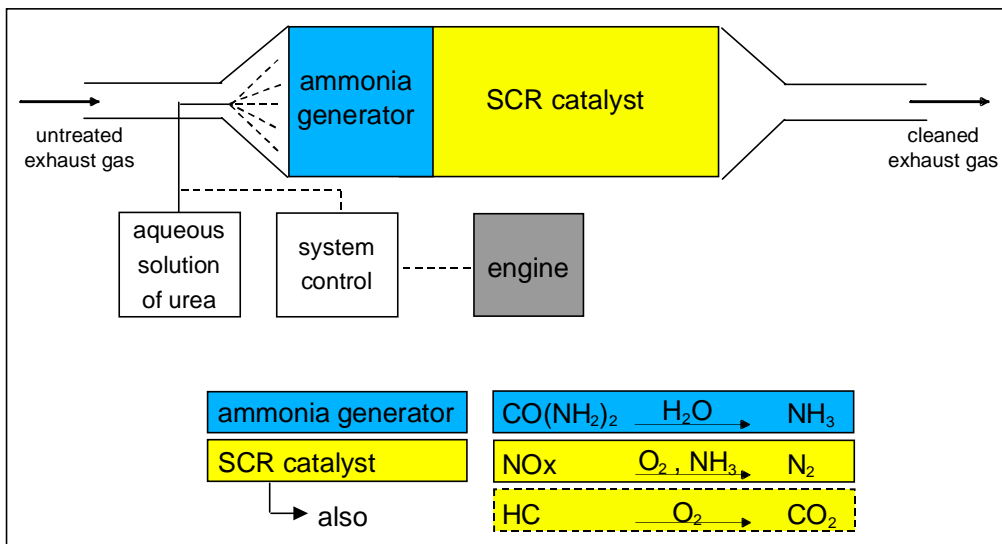 ammonia
generator
SCR catalyst
untreated
exhaust gas
cleaned
exhaust gas
aqueous
solution
of urea
system
control
engine
ammonia generator
CO(NH₂)₂ H₂O NH₃
SCR catalyst
NOx O₂ , NH₃ N₂
also
HC O₂ CO₂